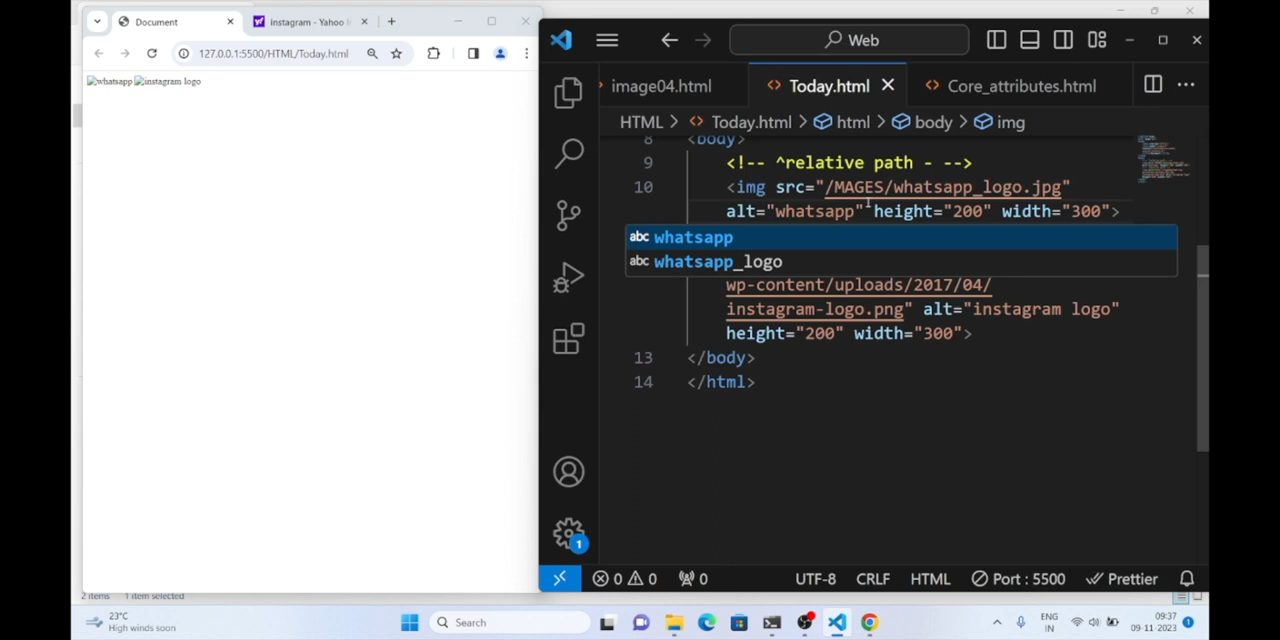 Document
instagram - Yahoo I
127.0.0.1:5500/HTML/Today.html
whatsapp instagram logo
Web
image04.html
Today.html
Core_attributes.html
HTML > Today.html > html > body > img
8 <body>
9 <!-- ^relative path - -->
10 <img src="/MAGES/whatsapp_logo.jpg"
alt="whatsapp" height="200" width="300">
abc whatsapp
abc whatsapp_logo
wp-content/uploads/2017/04/
instagram-logo.png" alt="instagram logo"
height="200" width="300">
13 </body>
14 </html>
1
0 0 0 UTF-8 CRLF HTML Port : 5500 Prettier
2 items 1 item selected
23°C
High winds soon
Search
ENG
IN
09:37
09-11-2023
1